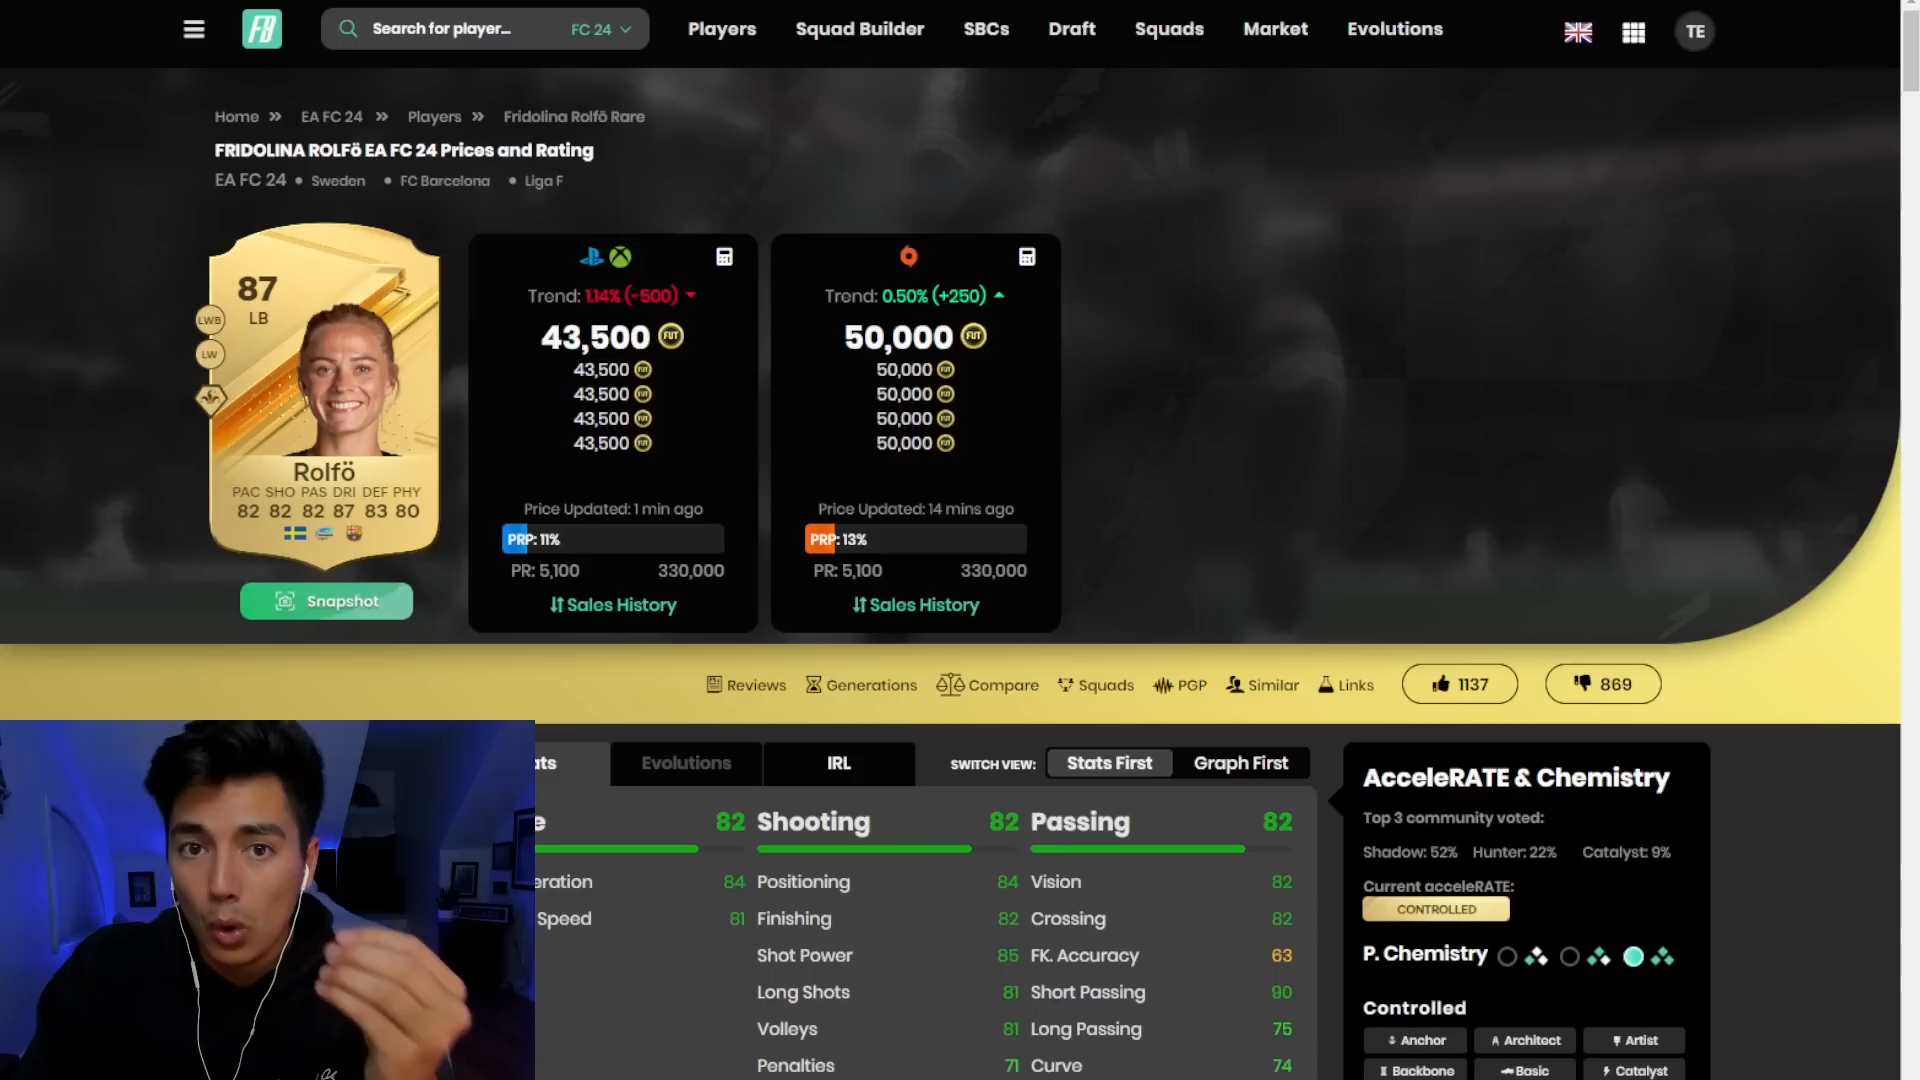 Search for player...
FC 24
Players
Squad Builder
SBCs
Draft
Squads
Market
Evolutions
TE
Home » EA FC 24 » Players » Fridolina Rolfö Rare
FRIDOLINA ROLFö EA FC 24 Prices and Rating
EA FC 24 • Sweden • FC Barcelona • Liga F
87
LB
LWB
LW
Rolfö
PAC SHO PAS DRI DEF PHY
82 82 82 87 83 80
Snapshot
Trend: 1.14% (-500)
43,500
43,500
43,500
43,500
43,500
Price Updated: 1 min ago
PRP: 11%
PR: 5,100 330,000
Sales History
Trend: 0.50% (+250)
50,000
50,000
50,000
50,000
50,000
Price Updated: 14 mins ago
PRP: 13%
PR: 5,100 330,000
Sales History
Reviews
Generations
Compare
Squads
PGP
Similar
Links
1137
869
ats
Evolutions
IRL
SWITCH VIEW:
Stats First
Graph First
e 82
eration 84
Speed 81
Shooting 82
Positioning 84
Finishing 82
Shot Power 85
Long Shots 81
Volleys 81
Penalties 71
Passing 82
Vision 82
Crossing 82
FK. Accuracy 63
Short Passing 90
Long Passing 75
Curve 74
AcceleRATE & Chemistry
Top 3 community voted:
Shadow: 52% Hunter: 22% Catalyst: 9%
Current acceleRATE:
CONTROLLED
P. Chemistry
Controlled
Anchor
Architect
Artist
Backbone
Basic
Catalyst